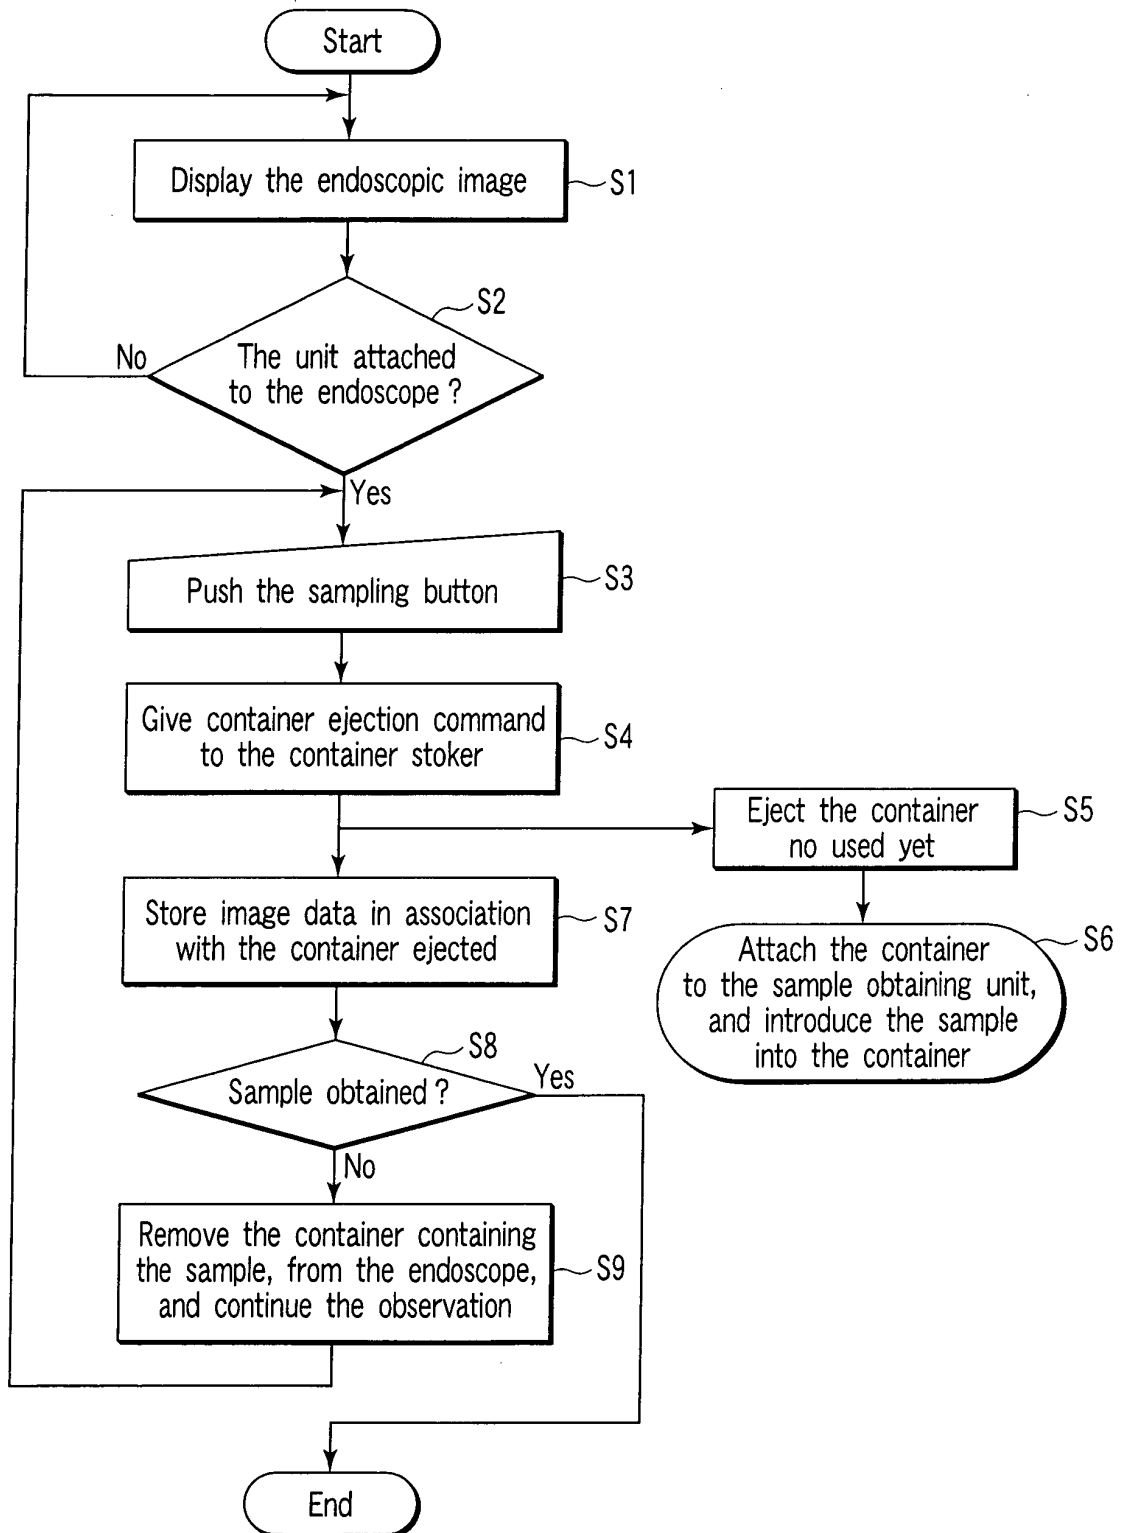 Start
Display the endoscopic image
S1
S2
The unit attached
to the endoscope ?
No
Yes
Push the sampling button
S3
Give container ejection command
to the container stoker
S4
Eject the container
no used yet
S5
Store image data in association
with the container ejected
S7
Attach the container
to the sample obtaining unit,
and introduce the sample
into the container
S6
S8
Sample obtained ?
Yes
No
Remove the container containing
the sample, from the endoscope,
and continue the observation
S9
End